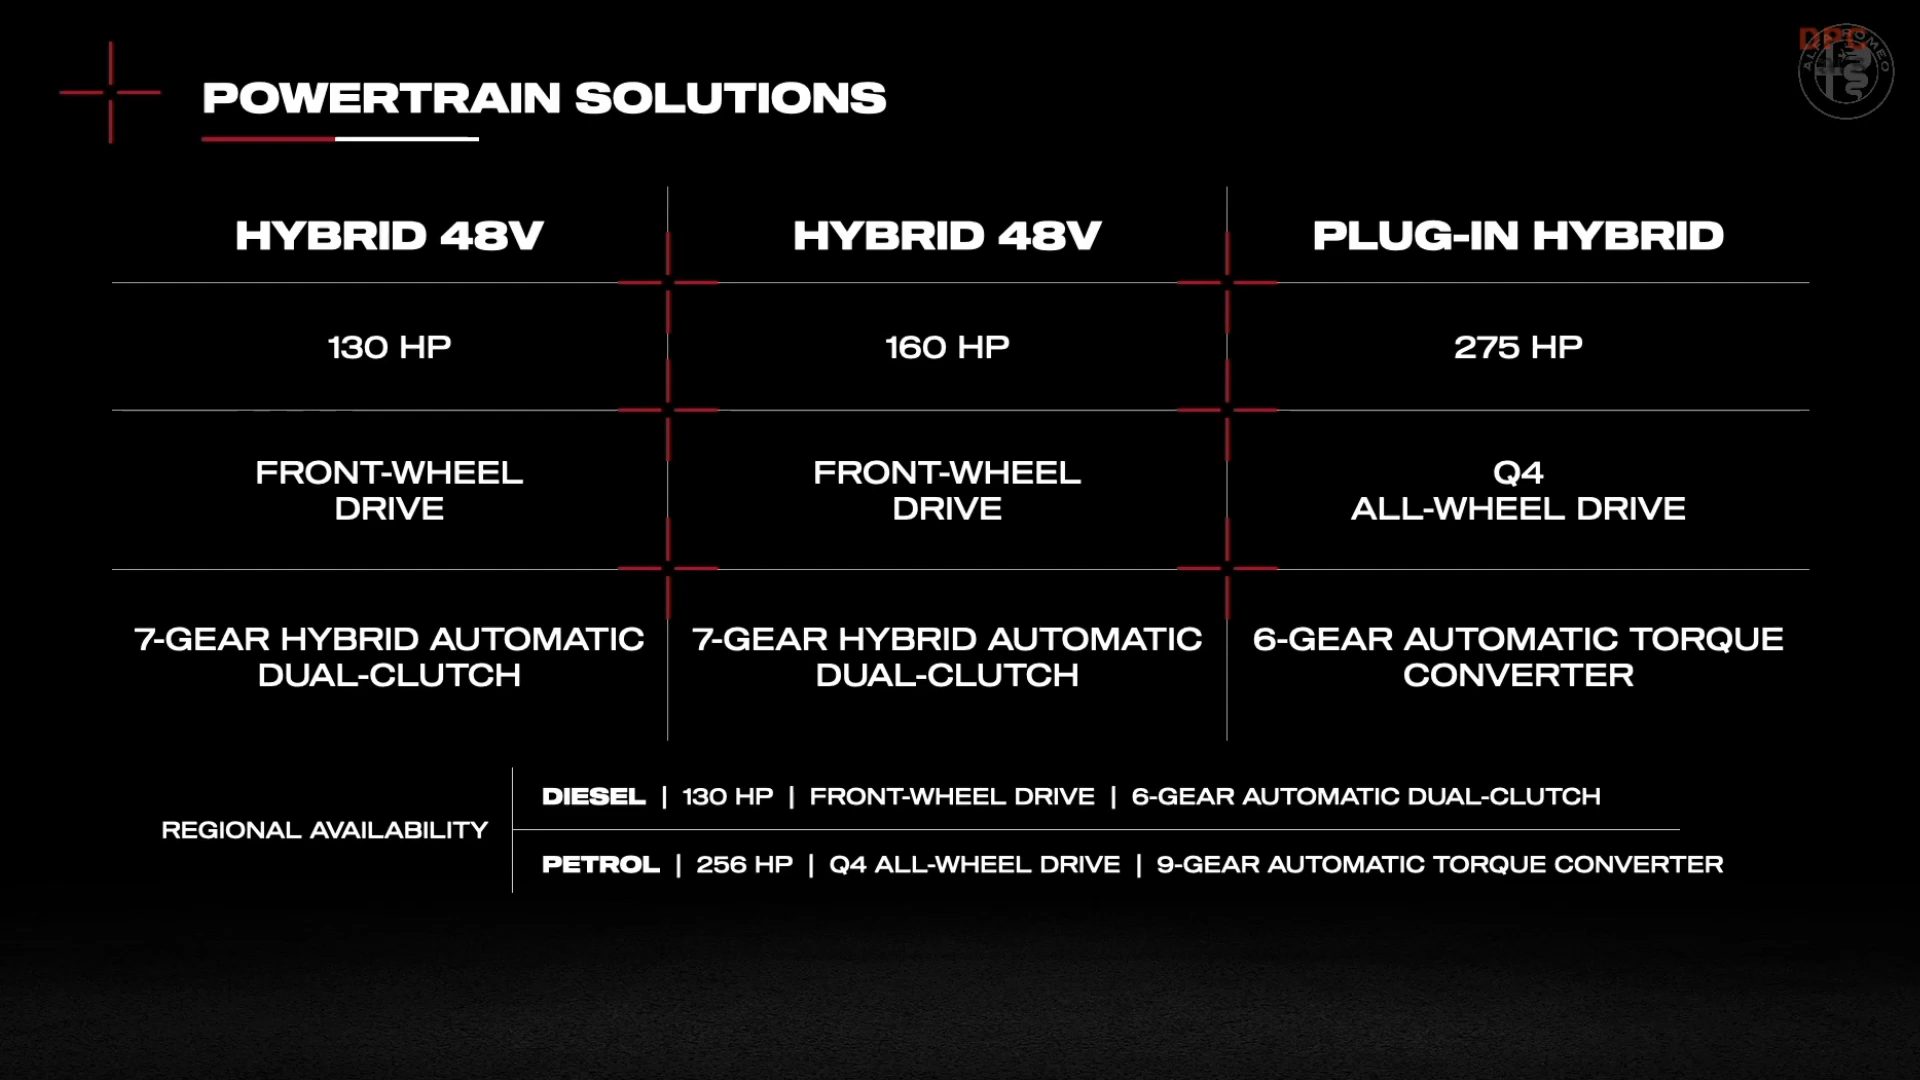 DPC
ALFA ROMEO
POWERTRAIN SOLUTIONS
HYBRID 48V
HYBRID 48V
PLUG-IN HYBRID
130 HP
160 HP
275 HP
FRONT-WHEEL
DRIVE
FRONT-WHEEL
DRIVE
Q4
ALL-WHEEL DRIVE
7-GEAR HYBRID AUTOMATIC
DUAL-CLUTCH
7-GEAR HYBRID AUTOMATIC
DUAL-CLUTCH
6-GEAR AUTOMATIC TORQUE
CONVERTER
REGIONAL AVAILABILITY
DIESEL | 130 HP | FRONT-WHEEL DRIVE | 6-GEAR AUTOMATIC DUAL-CLUTCH
PETROL | 256 HP | Q4 ALL-WHEEL DRIVE | 9-GEAR AUTOMATIC TORQUE CONVERTER